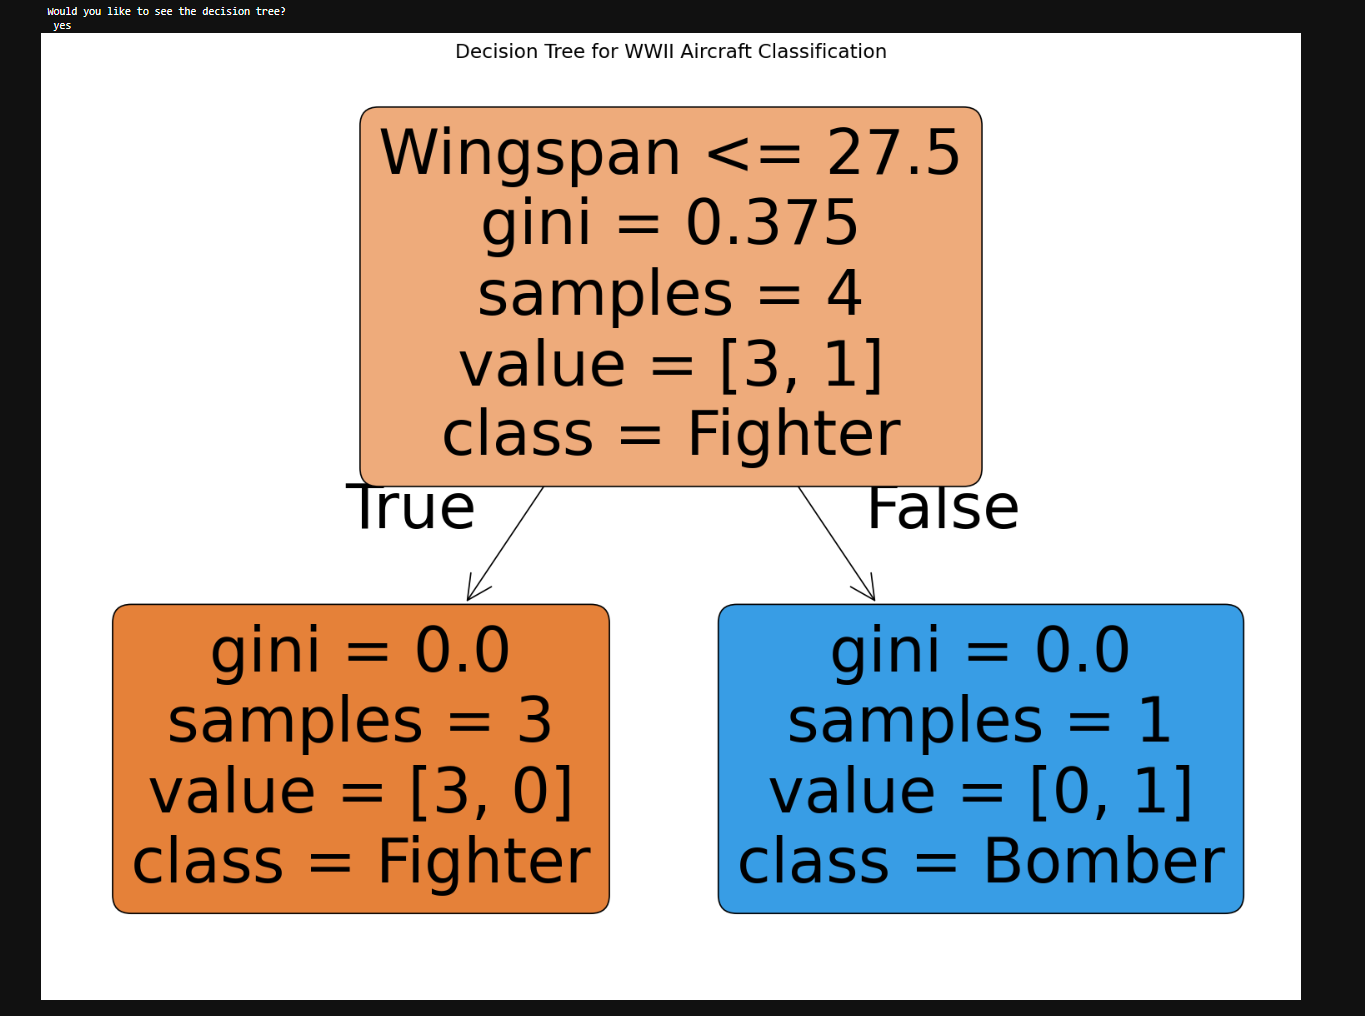 Would you like to see the decision tree?
yes
Decision Tree for WWII Aircraft Classification
Wingspan <= 27.5
gini = 0.375
samples = 4
value = [3, 1]
class = Fighter
True
False
gini = 0.0
samples = 3
value = [3, 0]
class = Fighter
gini = 0.0
samples = 1
value = [0, 1]
class = Bomber